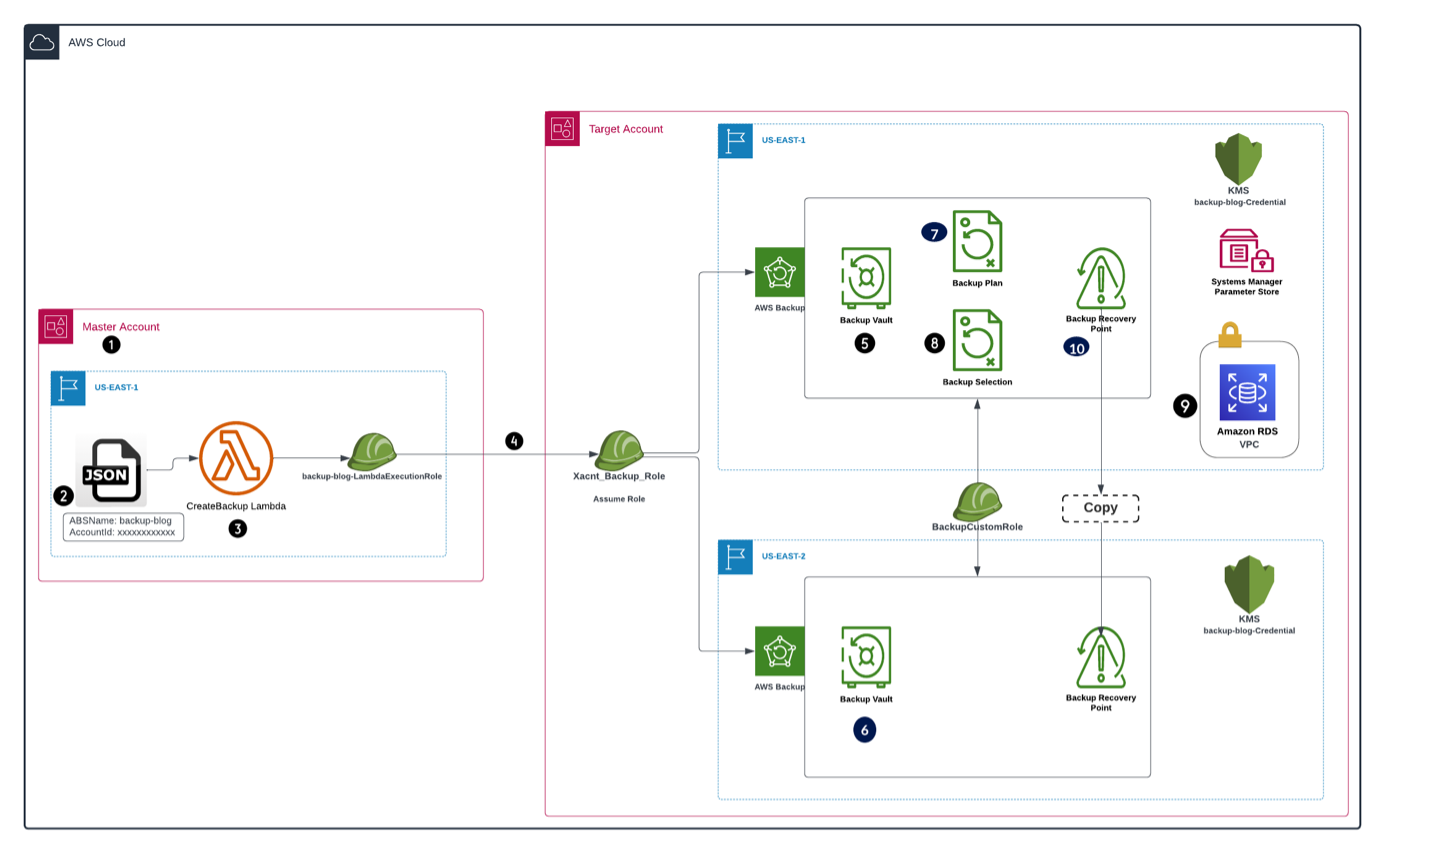 AWS Cloud
Target Account
US-EAST-1
KMS
backup-blog-Credential
7
Systems Manager
Parameter Store
Backup Plan
AWS Backup
Backup Vault
5
8
Backup Selection
Backup Recovery
Point
10
9
Amazon RDS
VPC
Master Account
1
US-EAST-1
JSON
2
ABSName: backup-blog
AccountId: xxxxxxxxxxxx
CreateBackup Lambda
3
backup-blog-LambdaExecutionRole
4
Xacnt_Backup_Role
Assume Role
BackupCustomRole
Copy
US-EAST-2
KMS
backup-blog-Credential
AWS Backup
Backup Vault
6
Backup Recovery
Point